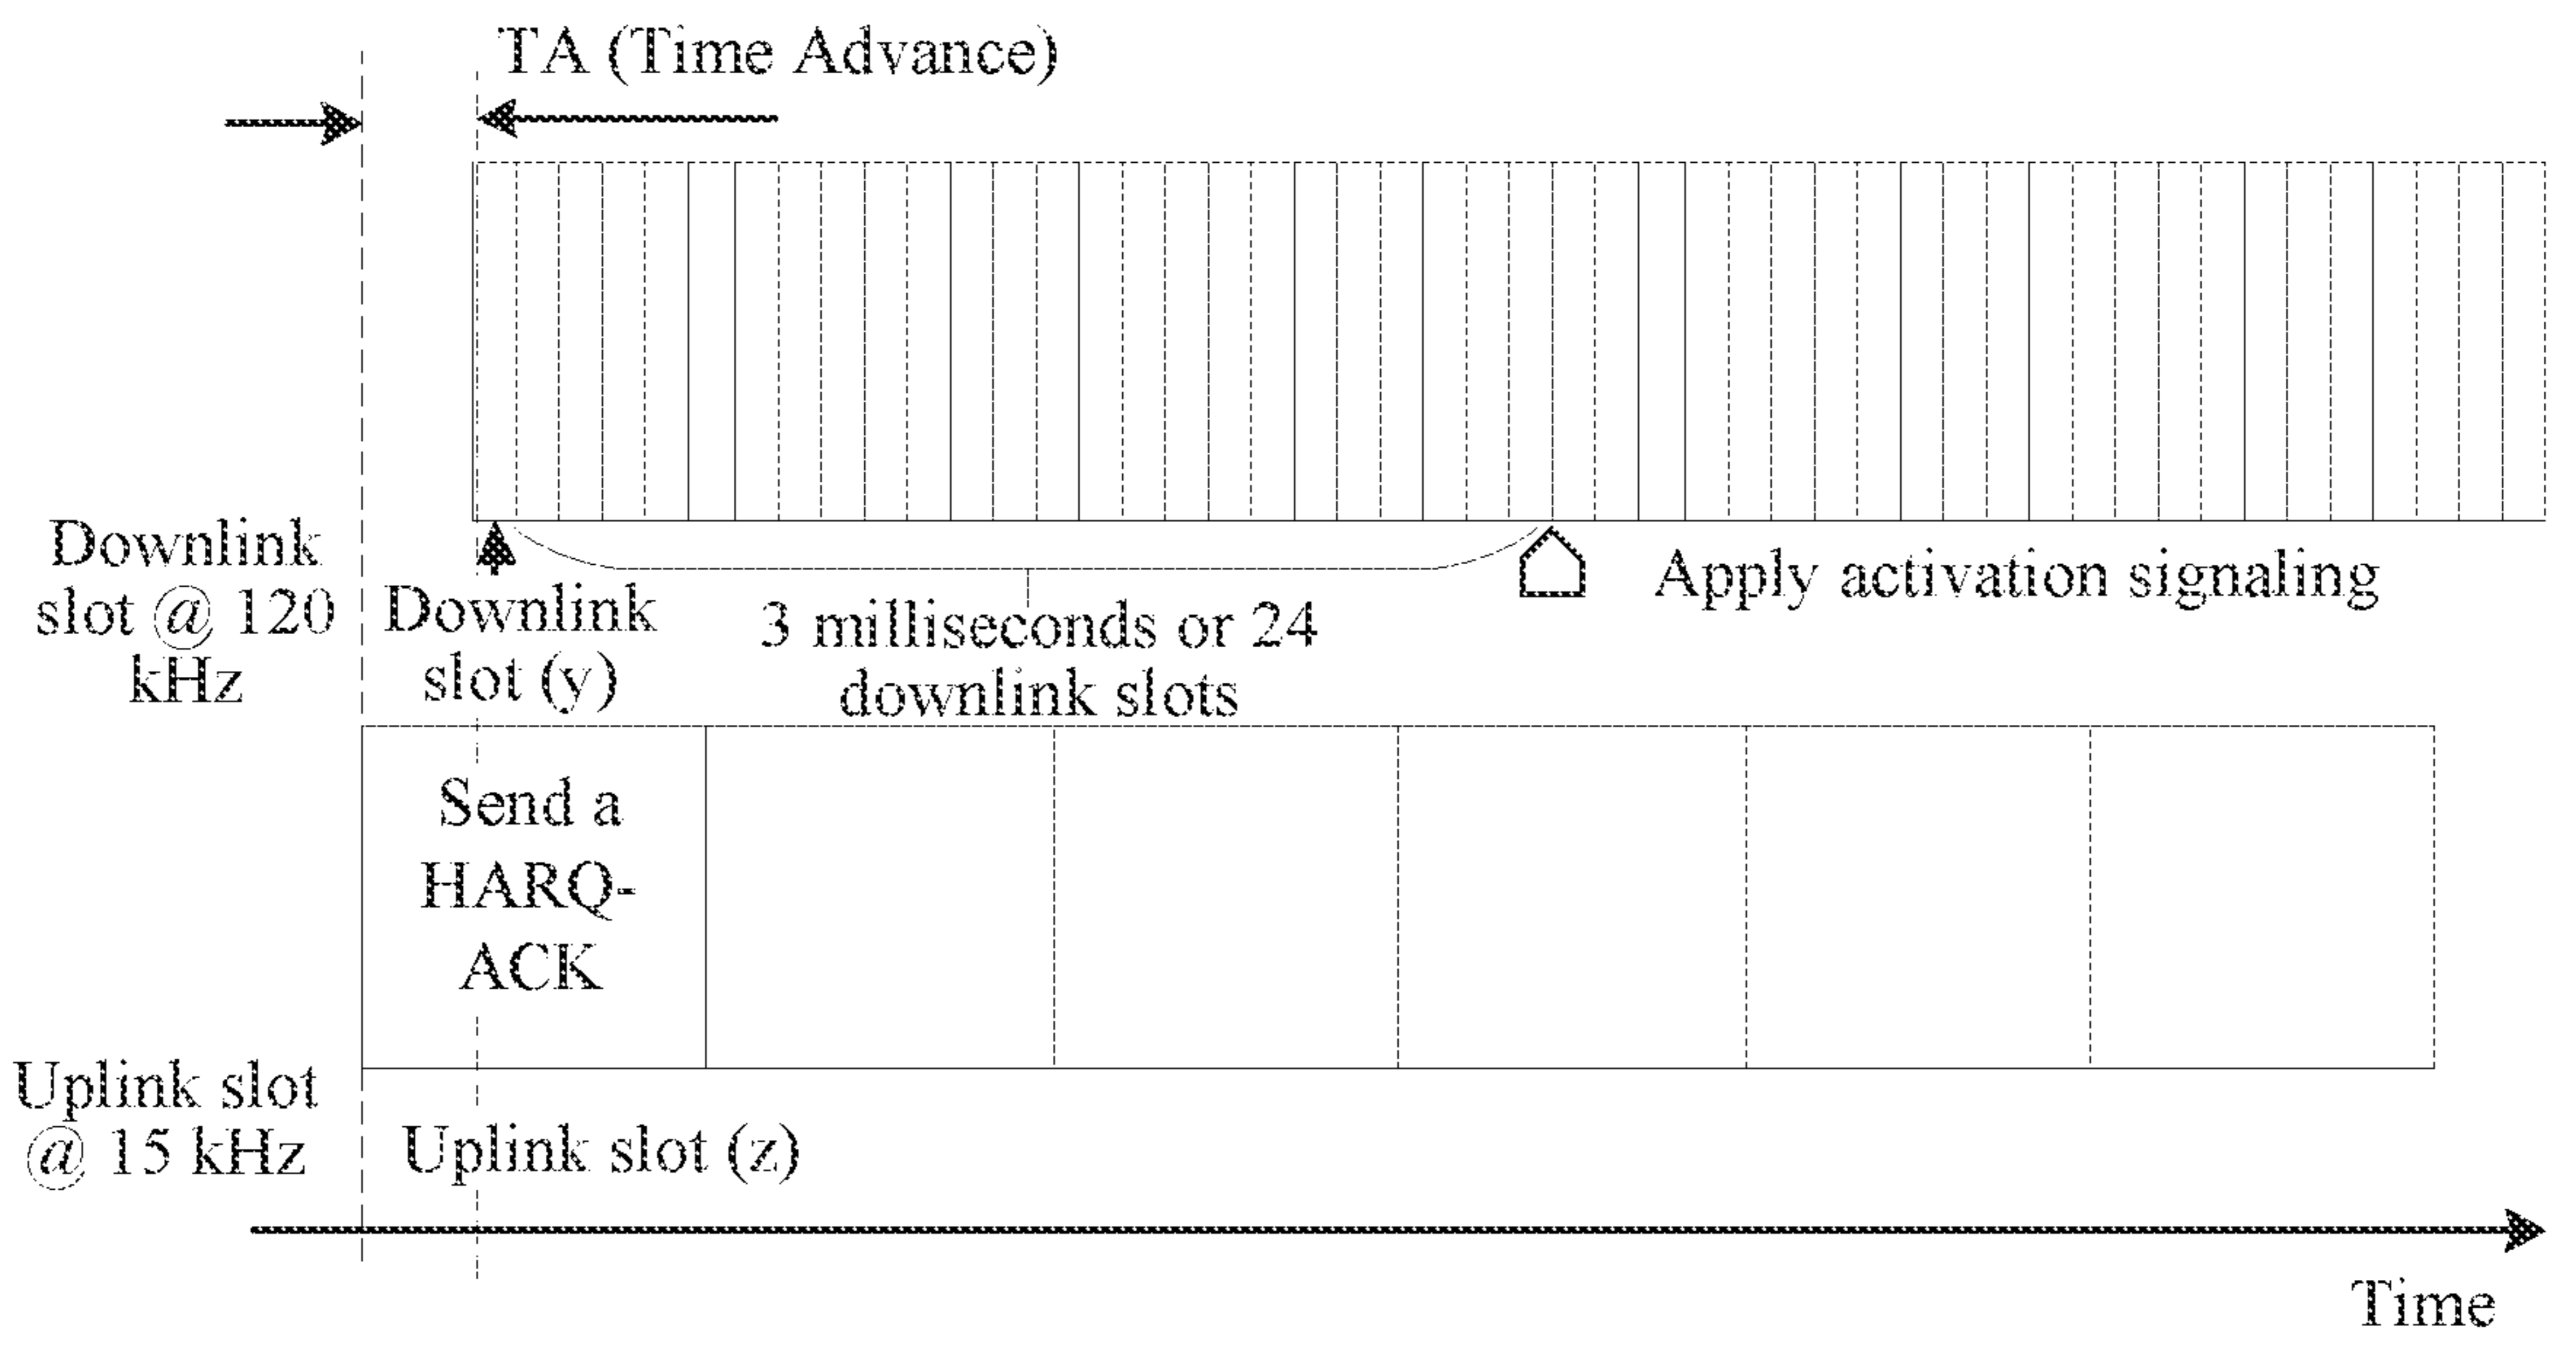 TA (Time Advance)
Downlink
slot @ 120
kHz
Downlink
slot (y)
3 milliseconds or 24
downlink slots
Apply activation signaling
Send a
HARQ-
ACK
Uplink slot
@ 15 kHz
Uplink slot (z)
Time